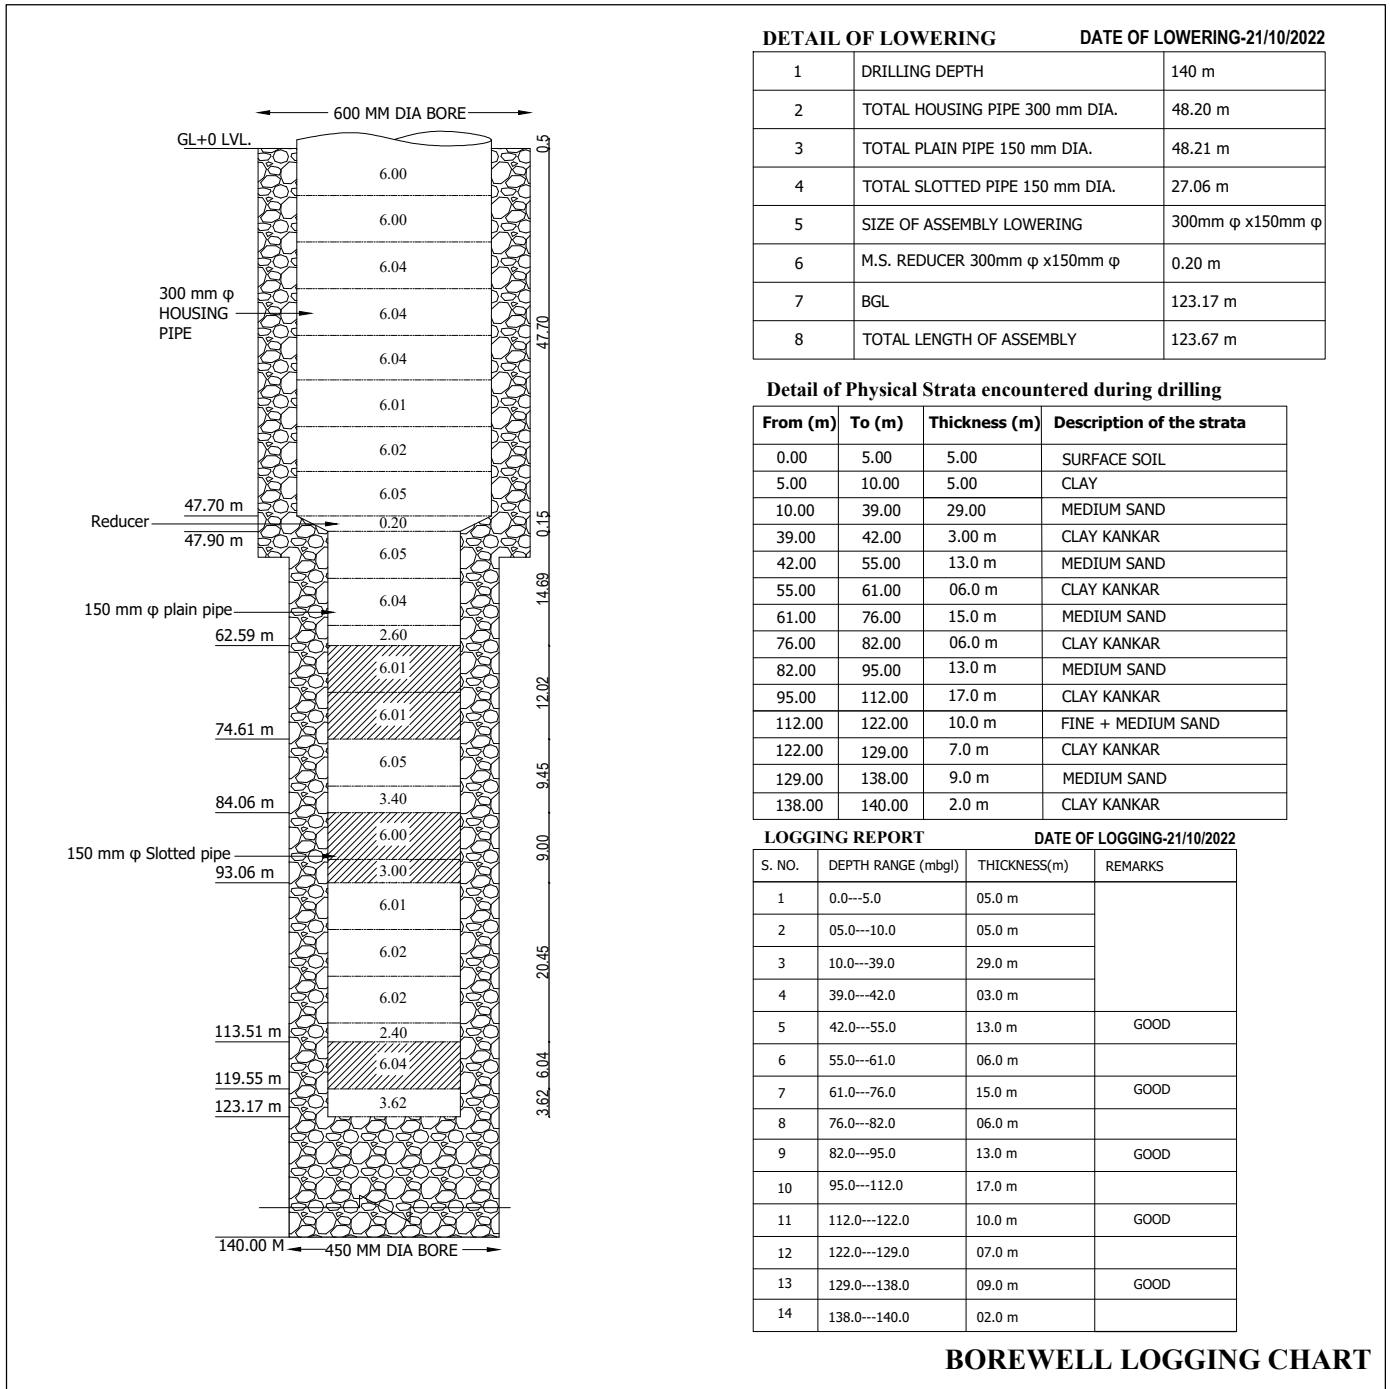 600 MM DIA BORE
GL+0 LVL.
0.5
6.00
6.00
6.04
300 mm φ
HOUSING
PIPE
6.04
47.70
6.04
6.01
6.02
6.05
47.70 m
Reducer
0.20
0.15
47.90 m
6.05
14.69
150 mm φ plain pipe
6.04
62.59 m
2.60
6.01
12.02
6.01
74.61 m
6.05
9.45
3.40
84.06 m
6.00
9.00
150 mm φ Slotted pipe
3.00
93.06 m
6.01
6.02
20.45
6.02
2.40
113.51 m
6.04
6.04
119.55 m
3.62
3.62
123.17 m
140.00 M
450 MM DIA BORE
DETAIL OF LOWERING DATE OF LOWERING-21/10/2022
1 DRILLING DEPTH 140 m
2 TOTAL HOUSING PIPE 300 mm DIA. 48.20 m
3 TOTAL PLAIN PIPE 150 mm DIA. 48.21 m
4 TOTAL SLOTTED PIPE 150 mm DIA. 27.06 m
5 SIZE OF ASSEMBLY LOWERING 300mm φ x150mm φ
6 M.S. REDUCER 300mm φ x150mm φ 0.20 m
7 BGL 123.17 m
8 TOTAL LENGTH OF ASSEMBLY 123.67 m
Detail of Physical Strata encountered during drilling
From (m) To (m) Thickness (m) Description of the strata
0.00 5.00 5.00 SURFACE SOIL
5.00 10.00 5.00 CLAY
10.00 39.00 29.00 MEDIUM SAND
39.00 42.00 3.00 m CLAY KANKAR
42.00 55.00 13.0 m MEDIUM SAND
55.00 61.00 06.0 m CLAY KANKAR
61.00 76.00 15.0 m MEDIUM SAND
76.00 82.00 06.0 m CLAY KANKAR
82.00 95.00 13.0 m MEDIUM SAND
95.00 112.00 17.0 m CLAY KANKAR
112.00 122.00 10.0 m FINE + MEDIUM SAND
122.00 129.00 7.0 m CLAY KANKAR
129.00 138.00 9.0 m MEDIUM SAND
138.00 140.00 2.0 m CLAY KANKAR
LOGGING REPORT DATE OF LOGGING-21/10/2022
S. NO. DEPTH RANGE (mbgl) THICKNESS(m) REMARKS
1 0.0---5.0 05.0 m
2 05.0---10.0 05.0 m
3 10.0---39.0 29.0 m
4 39.0---42.0 03.0 m
5 42.0---55.0 13.0 m GOOD
6 55.0---61.0 06.0 m
7 61.0---76.0 15.0 m GOOD
8 76.0---82.0 06.0 m
9 82.0---95.0 13.0 m GOOD
10 95.0---112.0 17.0 m
11 112.0---122.0 10.0 m GOOD
12 122.0---129.0 07.0 m
13 129.0---138.0 09.0 m GOOD
14 138.0---140.0 02.0 m
BOREWELL LOGGING CHART